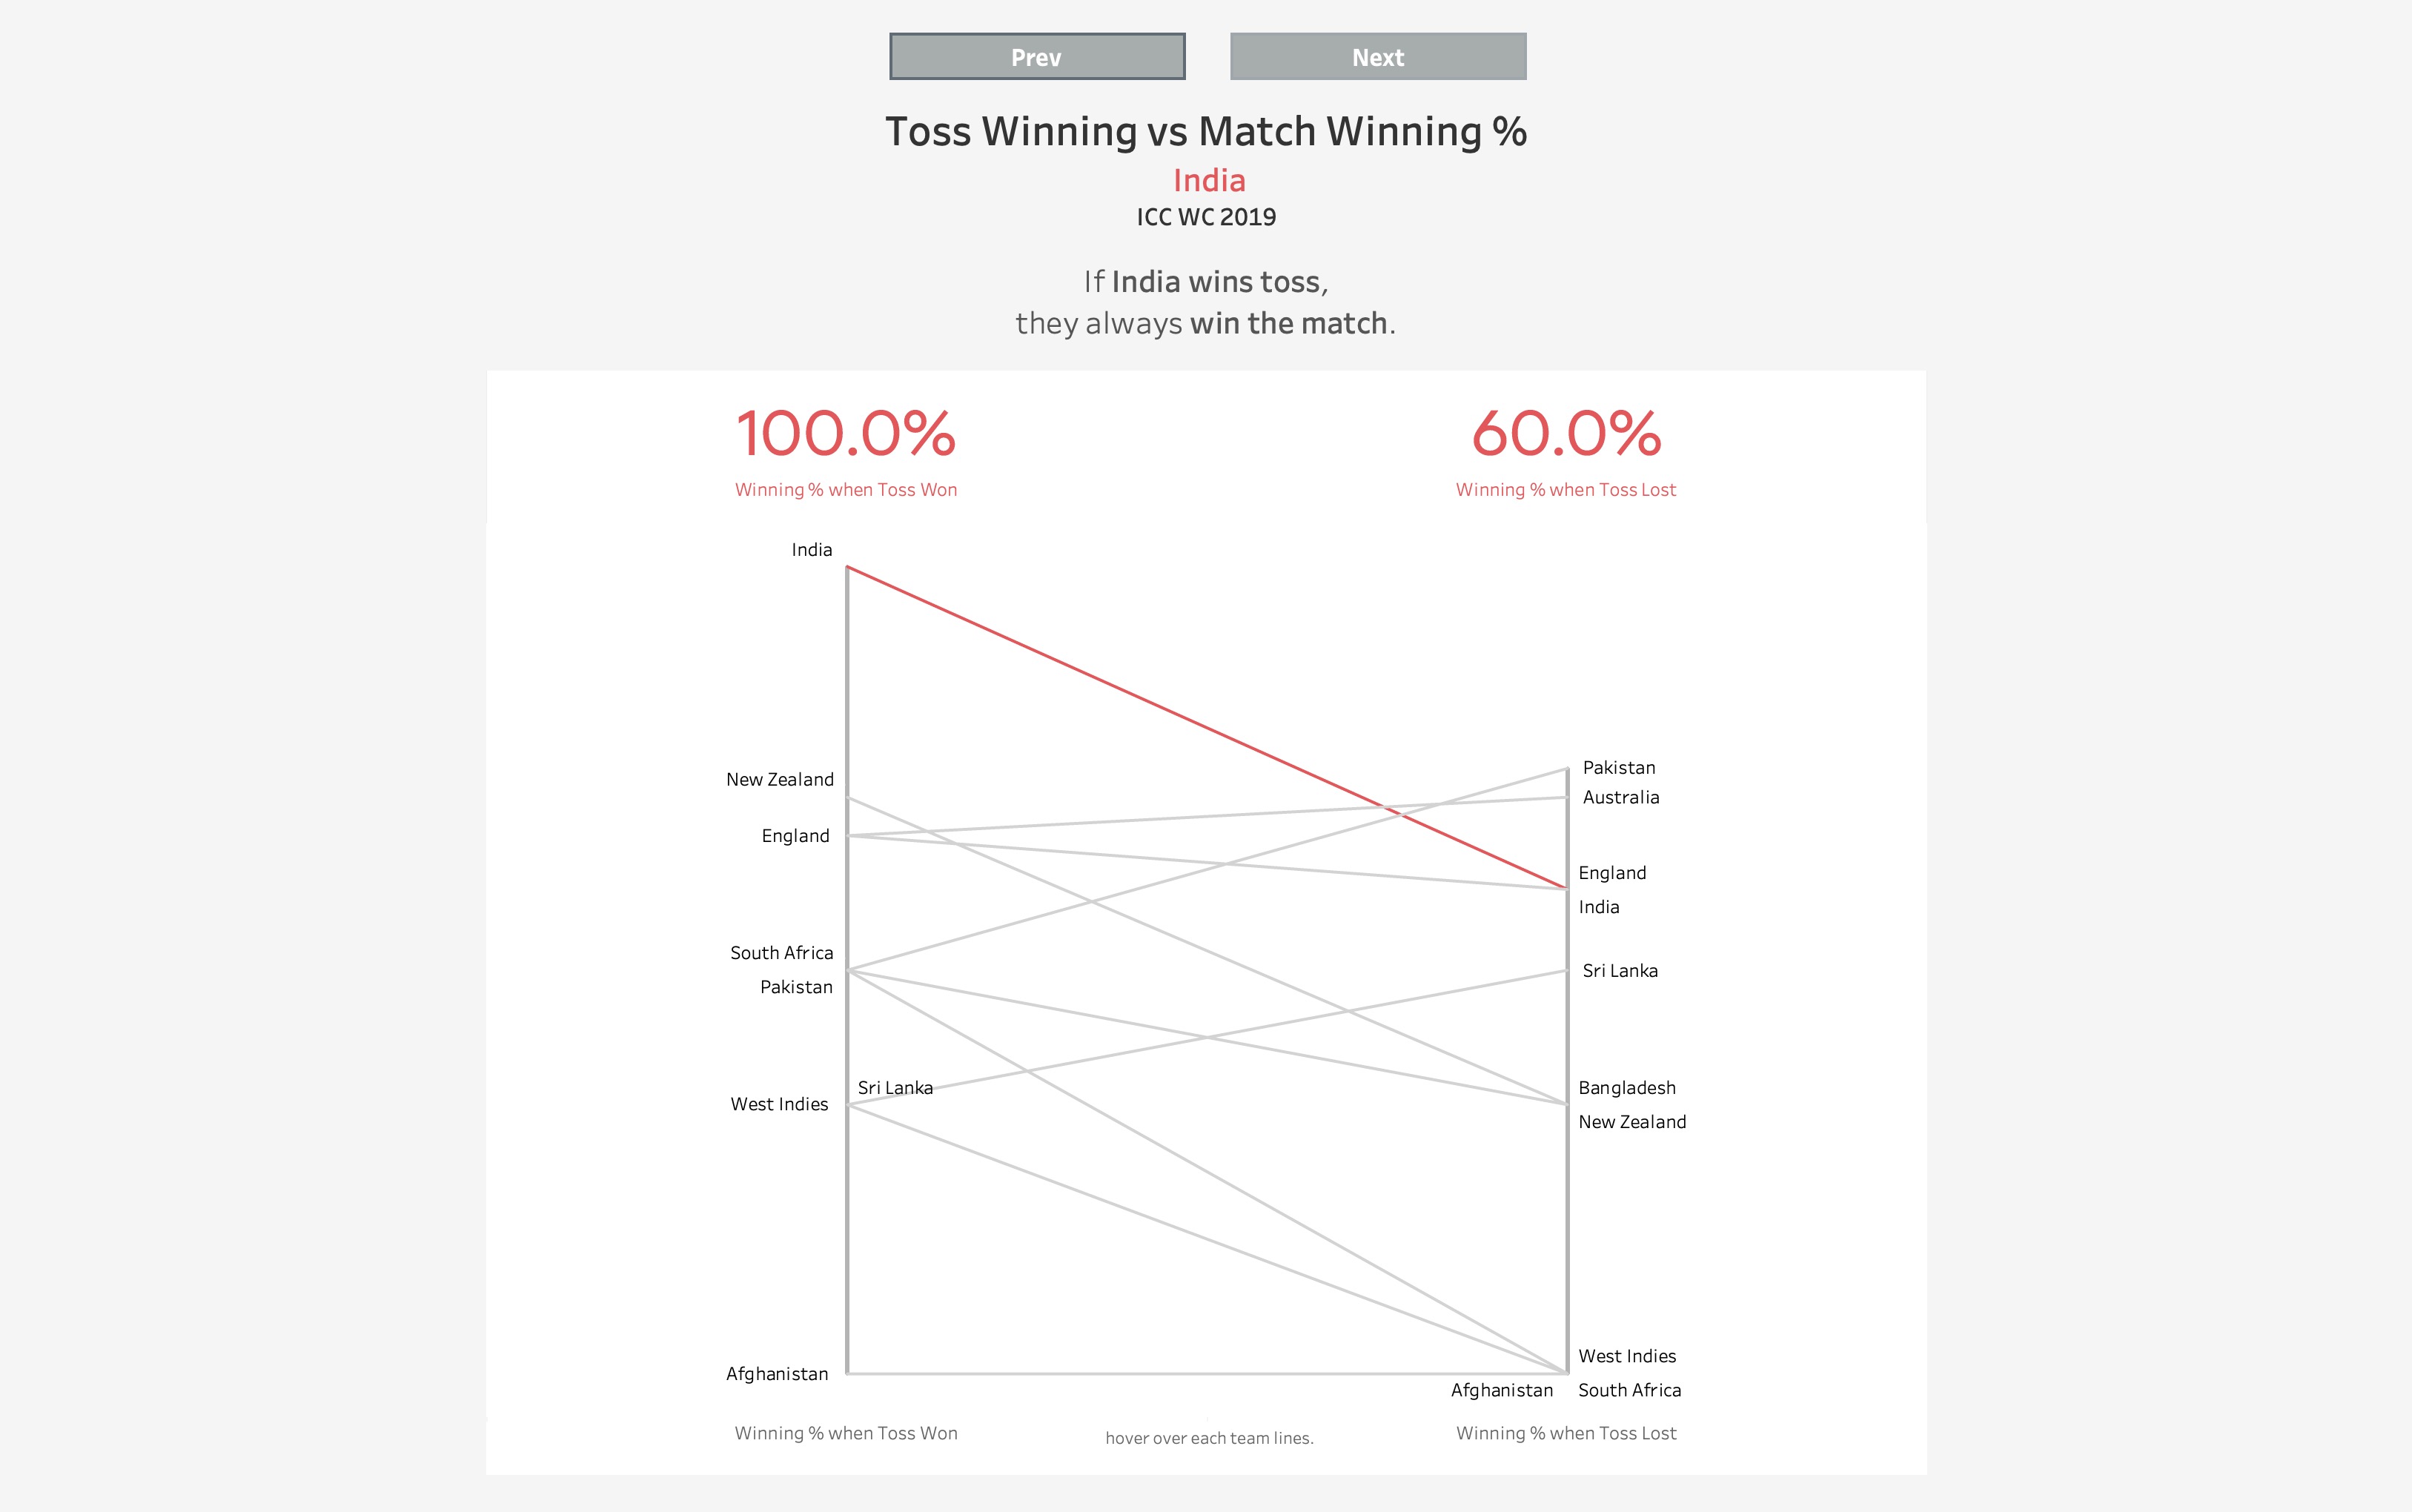 Prev Next
Toss Winning vs Match Winning %
India
ICC WC 2019
If India wins toss,
they always win the match.
100.0% 60.0%
Winning % when Toss Won Winning % when Toss Lost
India
New Zealand
England
South Africa
Pakistan
Sri Lanka
West Indies
Afghanistan
Pakistan
Australia
England
India
Sri Lanka
Bangladesh
New Zealand
West Indies
Afghanistan South Africa
Winning % when Toss Won hover over each team lines. Winning % when Toss Lost